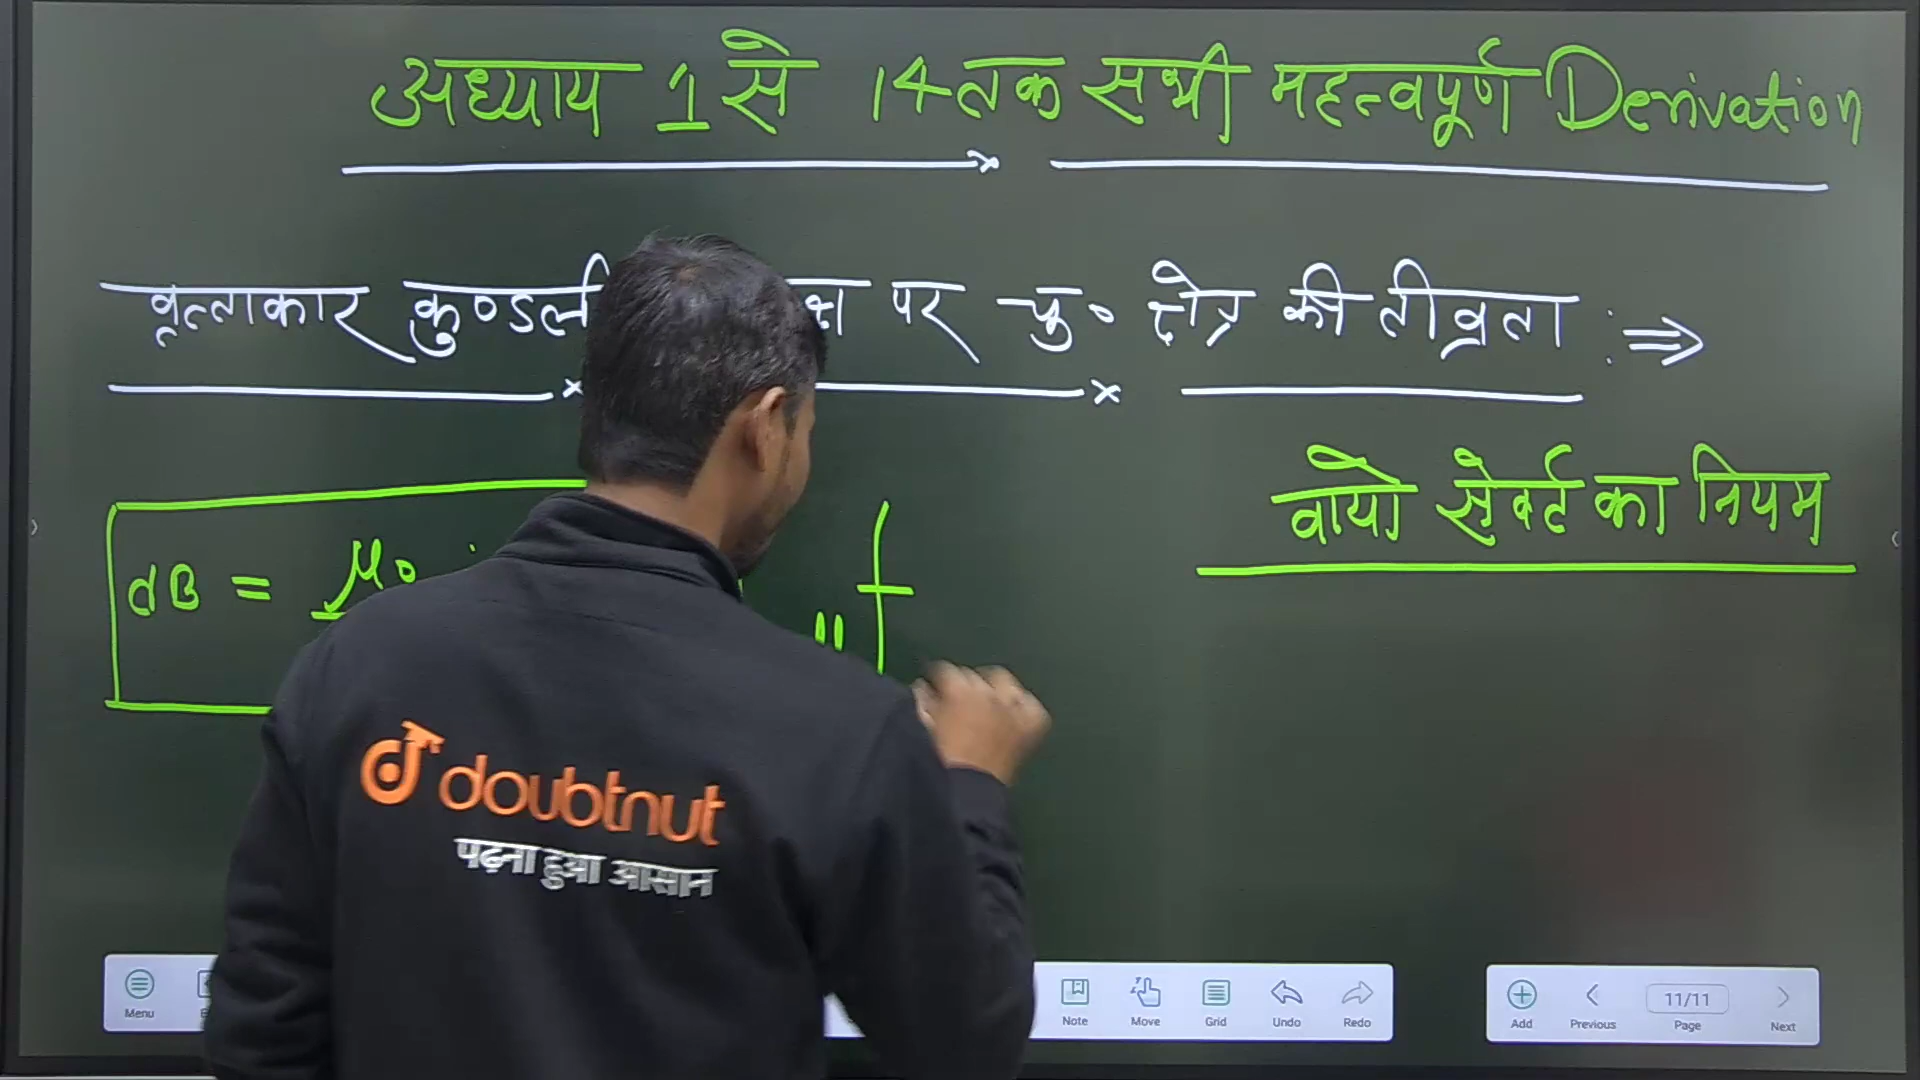 अध्याय 1 से 14 तक सभी महत्वपूर्ण Derivation
वृत्ताकार कुण्डली पर चु० क्षेत्र की तीव्रता :⇒
वायो सेवर्ट का नियम
dB = μ₀ i
doubtnut
पढ़ना हुआ आसान
Menu
Note Move Grid Undo Redo
Add Previous 11/11 Page Next